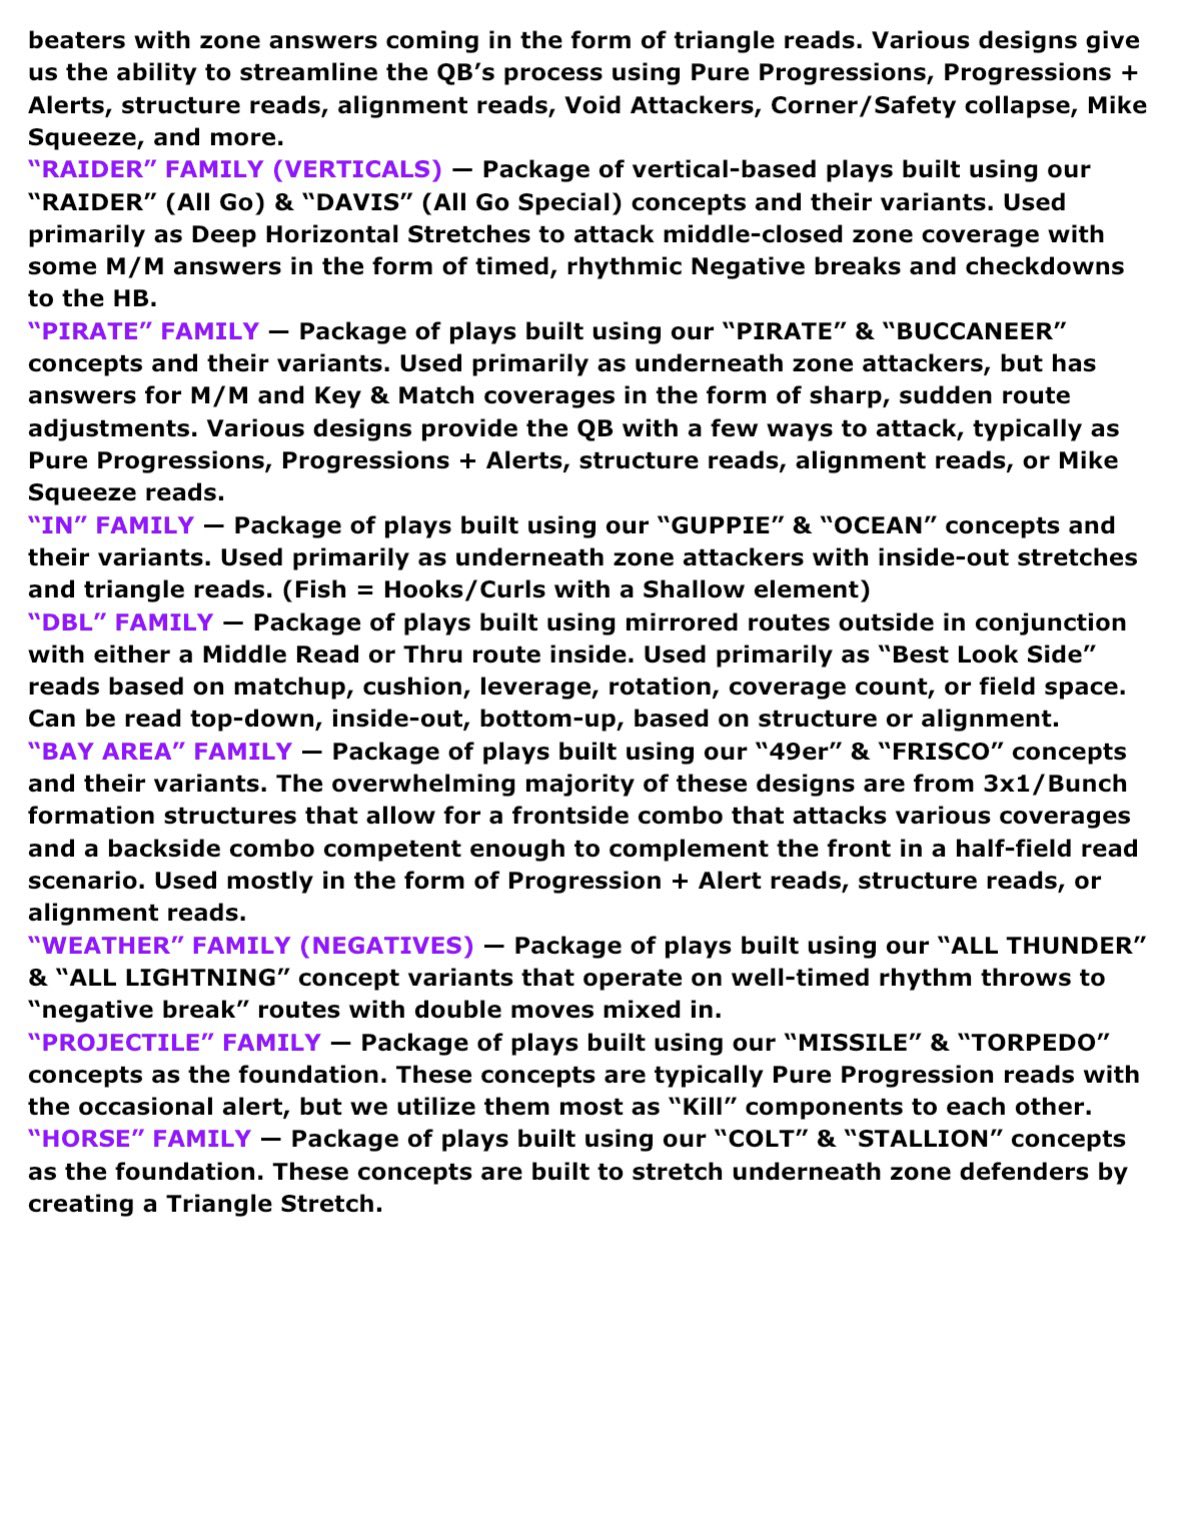 beaters with zone answers coming in the form of triangle reads. Various designs give
us the ability to streamline the QB’s process using Pure Progressions, Progressions +
Alerts, structure reads, alignment reads, Void Attackers, Corner/Safety collapse, Mike
Squeeze, and more.
“RAIDER” FAMILY (VERTICALS) — Package of vertical-based plays built using our
“RAIDER” (All Go) & “DAVIS” (All Go Special) concepts and their variants. Used
primarily as Deep Horizontal Stretches to attack middle-closed zone coverage with
some M/M answers in the form of timed, rhythmic Negative breaks and checkdowns
to the HB.
“PIRATE” FAMILY — Package of plays built using our “PIRATE” & “BUCCANEER”
concepts and their variants. Used primarily as underneath zone attackers, but has
answers for M/M and Key & Match coverages in the form of sharp, sudden route
adjustments. Various designs provide the QB with a few ways to attack, typically as
Pure Progressions, Progressions + Alerts, structure reads, alignment reads, or Mike
Squeeze reads.
“IN” FAMILY — Package of plays built using our “GUPPIE” & “OCEAN” concepts and
their variants. Used primarily as underneath zone attackers with inside-out stretches
and triangle reads. (Fish = Hooks/Curls with a Shallow element)
“DBL” FAMILY — Package of plays built using mirrored routes outside in conjunction
with either a Middle Read or Thru route inside. Used primarily as “Best Look Side”
reads based on matchup, cushion, leverage, rotation, coverage count, or field space.
Can be read top-down, inside-out, bottom-up, based on structure or alignment.
“BAY AREA” FAMILY — Package of plays built using our “49er” & “FRISCO” concepts
and their variants. The overwhelming majority of these designs are from 3x1/Bunch
formation structures that allow for a frontside combo that attacks various coverages
and a backside combo competent enough to complement the front in a half-field read
scenario. Used mostly in the form of Progression + Alert reads, structure reads, or
alignment reads.
“WEATHER” FAMILY (NEGATIVES) — Package of plays built using our “ALL THUNDER”
& “ALL LIGHTNING” concept variants that operate on well-timed rhythm throws to
“negative break” routes with double moves mixed in.
“PROJECTILE” FAMILY — Package of plays built using our “MISSILE” & “TORPEDO”
concepts as the foundation. These concepts are typically Pure Progression reads with
the occasional alert, but we utilize them most as “Kill” components to each other.
“HORSE” FAMILY — Package of plays built using our “COLT” & “STALLION” concepts
as the foundation. These concepts are built to stretch underneath zone defenders by
creating a Triangle Stretch.